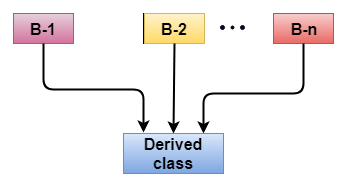 B-1
B-2
...
B-n
Derived
class